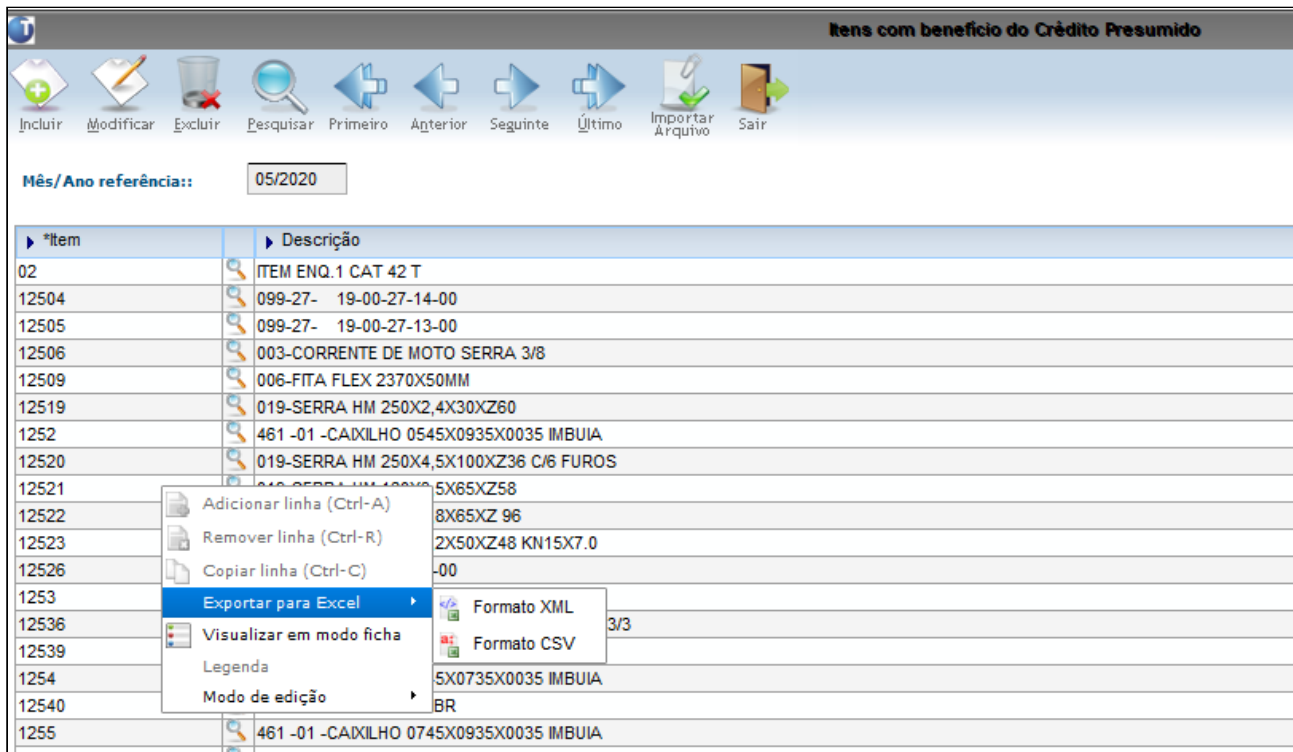 Itens com benefício do Crédito Presumido
Incluir Modificar Excluir Pesquisar Primeiro Anterior Seguinte Último Importar Arquivo Sair
Mês/Ano referência:: 05/2020
*Item Descrição
02 ITEM ENQ.1 CAT 42 T
12504 099-27- 19-00-27-14-00
12505 099-27- 19-00-27-13-00
12506 003-CORRENTE DE MOTO SERRA 3/8
12509 006-FITA FLEX 2370X50MM
12519 019-SERRA HM 250X2,4X30XZ60
1252 461 -01 -CAIXILHO 0545X0935X0035 IMBUIA
12520 019-SERRA HM 250X4,5X100XZ36 C/6 FUROS
12521 5X65XZ58
Adicionar linha (Ctrl-A)
12522 8X65XZ 96
Remover linha (Ctrl-R)
12523 2X50XZ48 KN15X7.0
12526 Copiar linha (Ctrl-C) -00
1253 Exportar para Excel Formato XML
12536 3/3
Visualizar em modo ficha Formato CSV
12539
Legenda
1254 5X0735X0035 IMBUIA
Modo de edição
12540 BR
1255 461 -01 -CAIXILHO 0745X0935X0035 IMBUIA